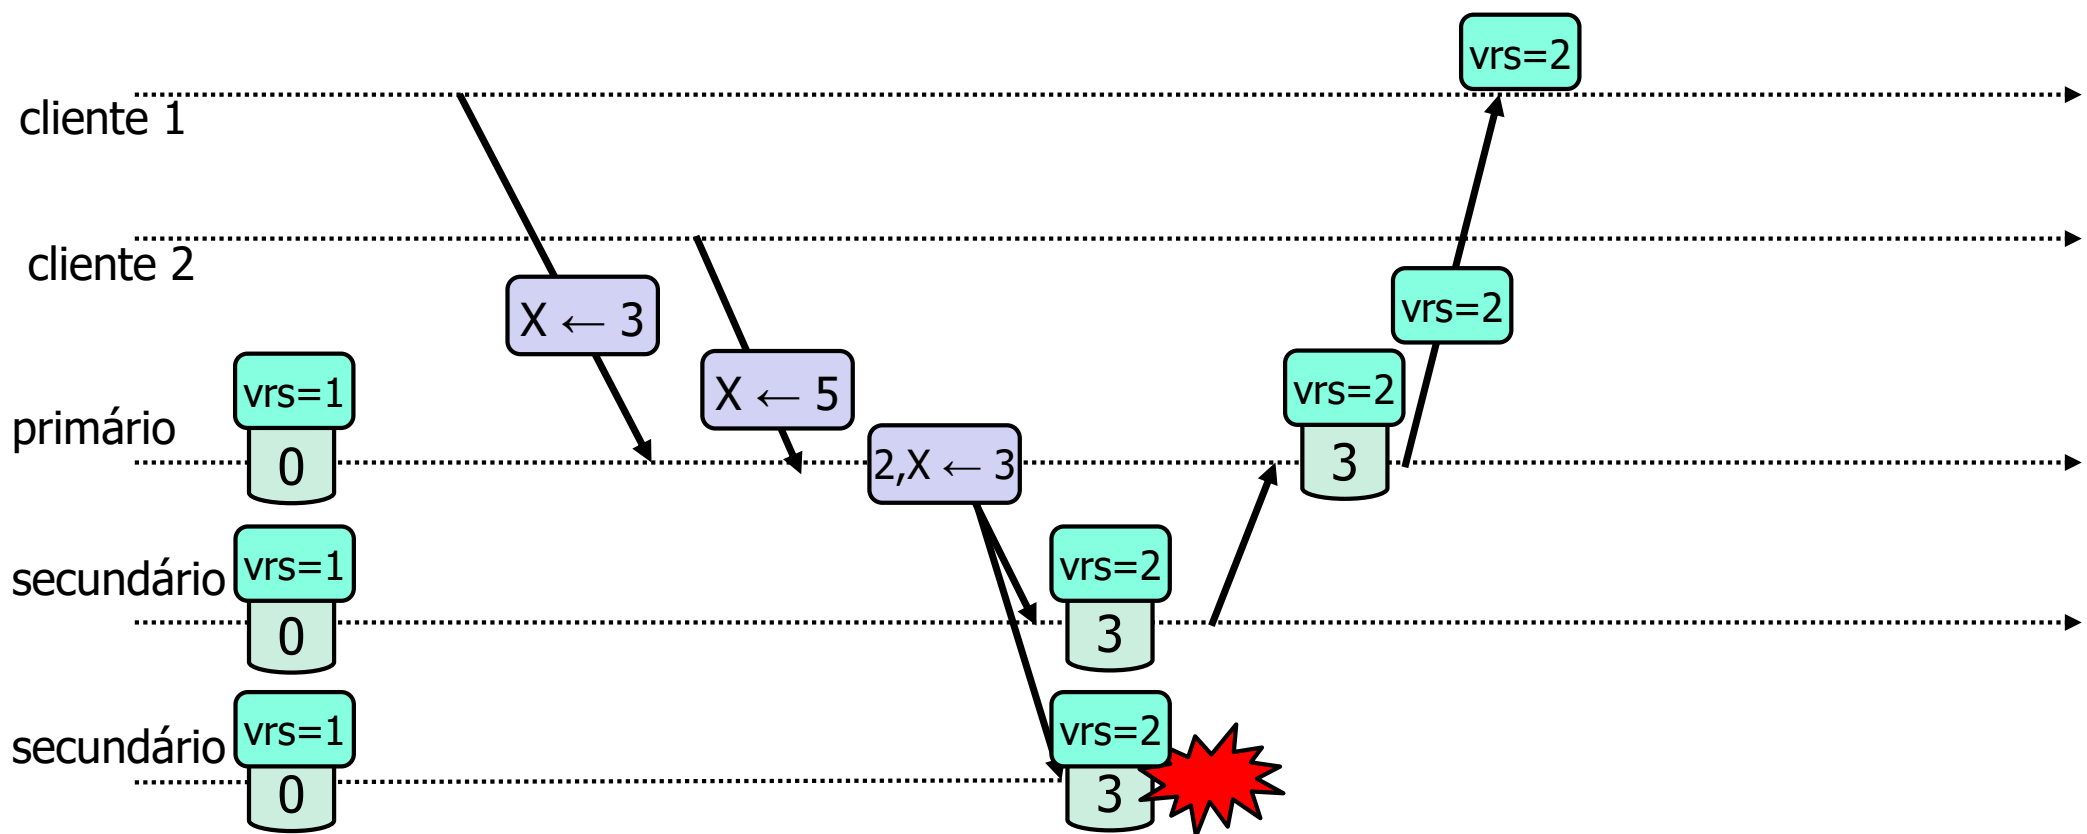 vrs=2
cliente 1
cliente 2
X ← 3
vrs=2
X ← 5
vrs=1
vrs=2
primário
0
2,X ← 3
3
secundário
vrs=1
vrs=2
0
3
secundário
vrs=1
vrs=2
0
3